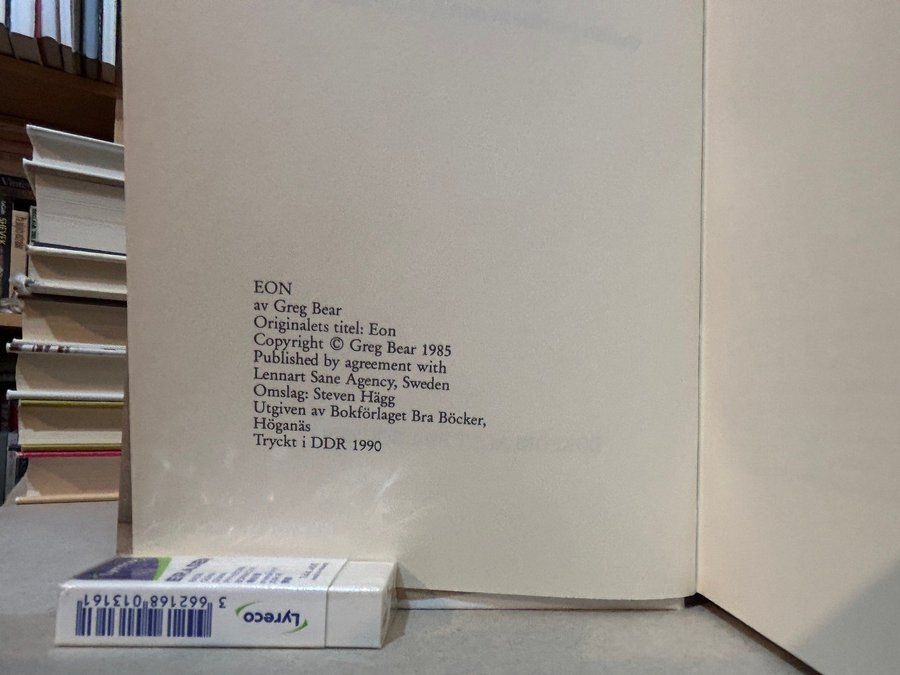 EON
av Greg Bear
Originalets titel: Eon
Copyright © Greg Bear 1985
Published by agreement with
Lennart Sane Agency, Sweden
Omslag: Steven Hägg
Utgiven av Bokförlaget Bra Böcker,
Höganäs
Tryckt i DDR 1990
Lyreco
3 662168 013161